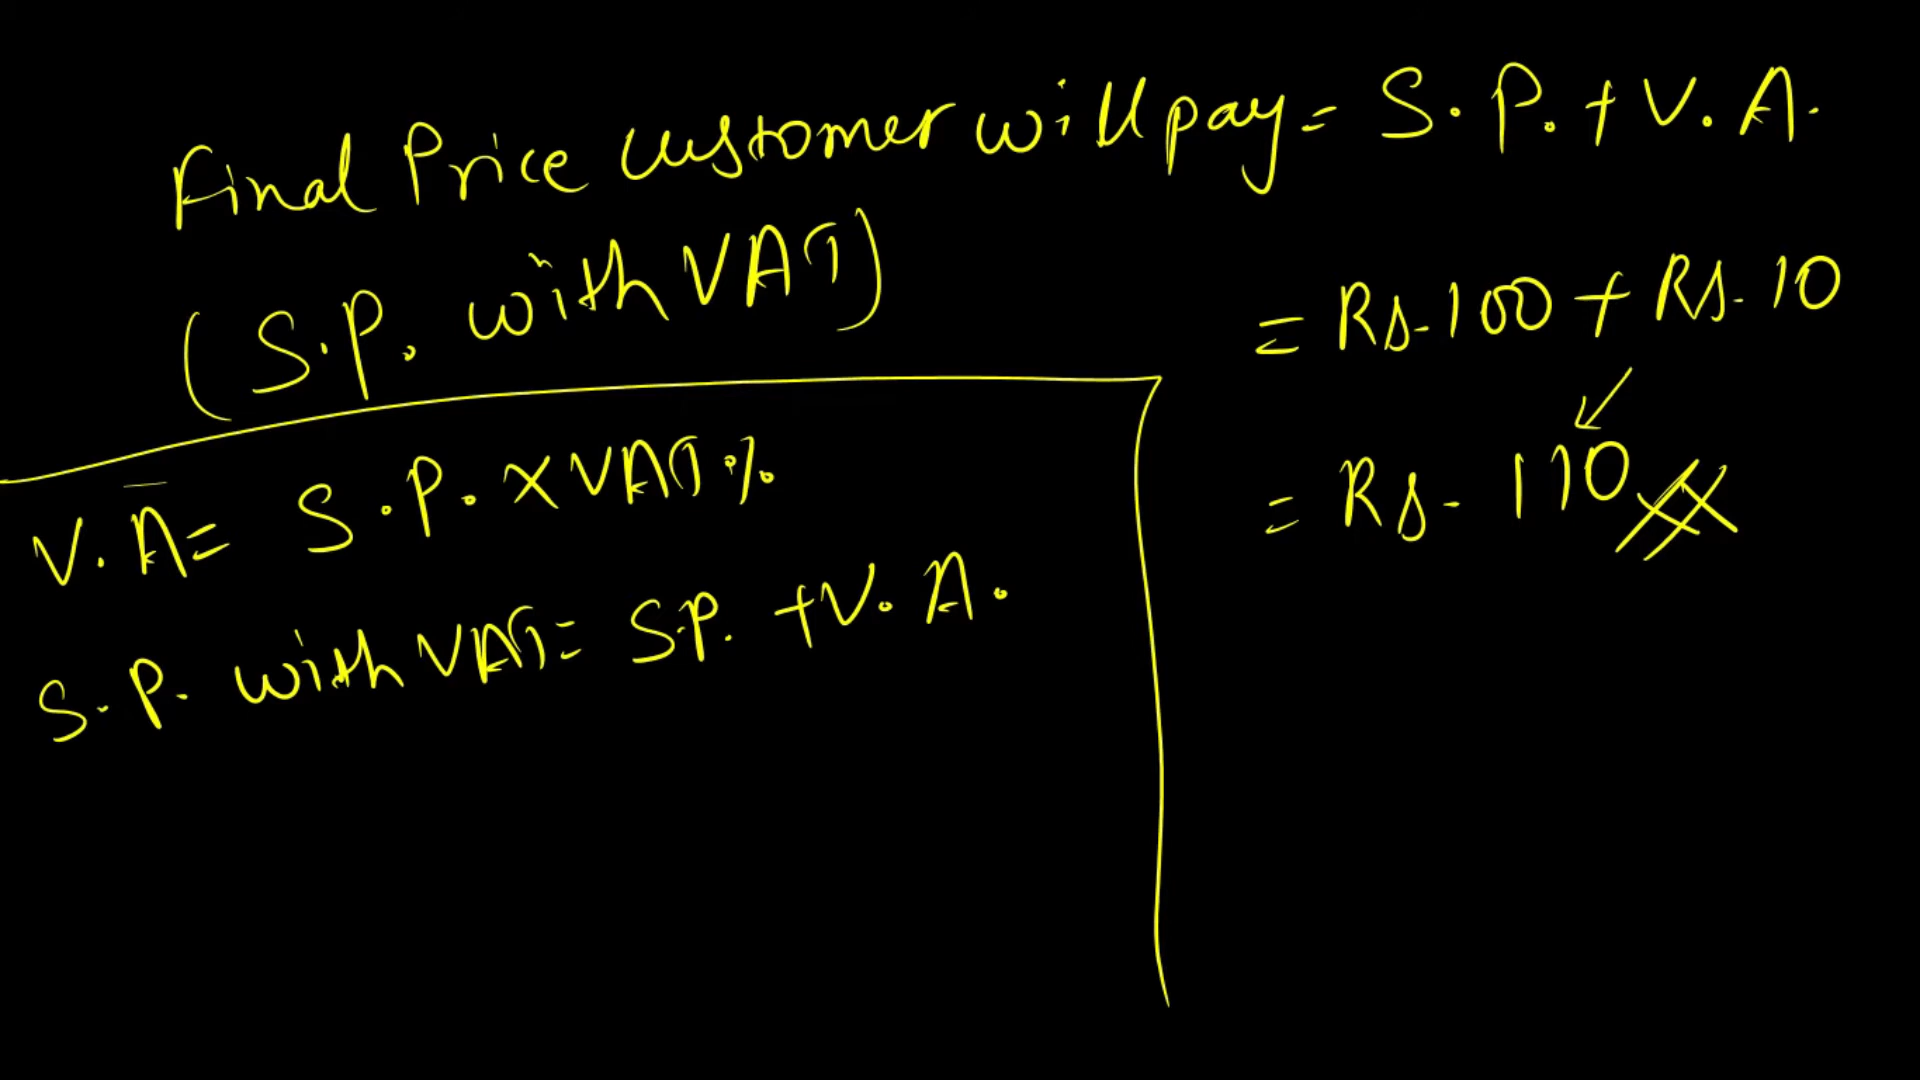 Final Price customer will pay = S.P. + V.A.
(S.P. with VAT)
= Rs. 100 + Rs. 10
= Rs. 110
V.A = S.P. × VAT %
S.P. with VAT = S.P. + V.A.